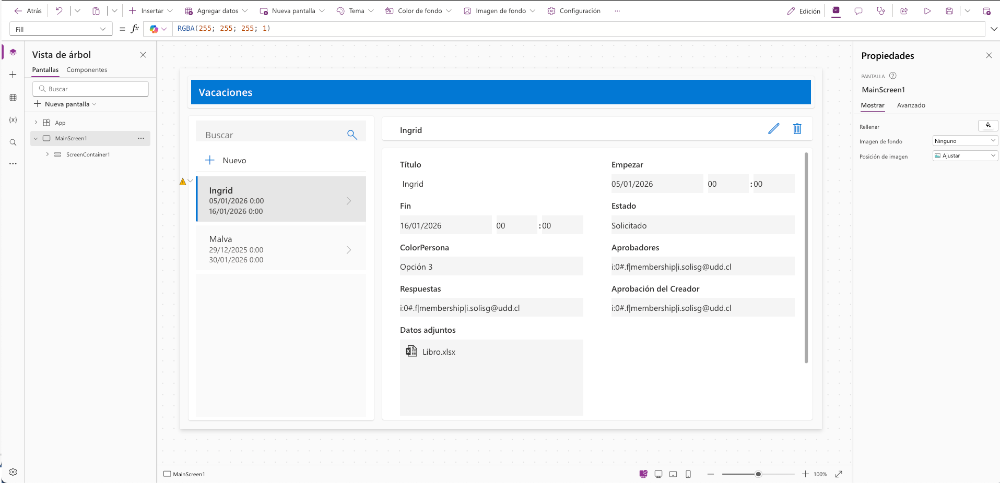 Atrás
Insertar
Agregar datos
Nueva pantalla
Tema
Color de fondo
Imagen de fondo
Configuración
...
Edición
Fill
= fx
RGBA(255; 255; 255; 1)
Vista de árbol
Pantallas
Componentes
Buscar
Nueva pantalla
App
MainScreen1
...
ScreenContainer1
{x}
Vacaciones
Buscar
Nuevo
Ingrid
05/01/2026 0:00
16/01/2026 0:00
Malva
29/12/2025 0:00
30/01/2026 0:00
Ingrid
Título
Ingrid
Empezar
05/01/2026 00 :00
Fin
16/01/2026 00 :00
Estado
Solicitado
ColorPersona
Opción 3
Aprobadores
i:0#.f|membership|i.solisg@udd.cl
Respuestas
i:0#.f|membership|i.solisg@udd.cl
Aprobación del Creador
i:0#.f|membership|i.solisg@udd.cl
Datos adjuntos
Libro.xlsx
Propiedades
PANTALLA
MainScreen1
Mostrar
Avanzado
Rellenar
Imagen de fondo
Ninguno
Posición de imagen
Ajustar
MainScreen1
100%